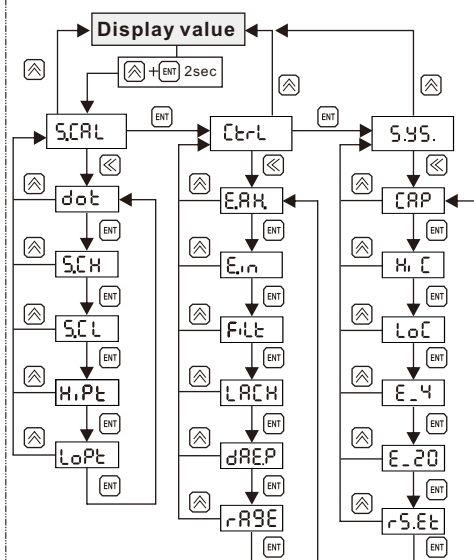 Display value
+ ENT 2sec
S.CAL ENT CtrL ENT S.YS.
dot E.AH. CAP
ENT ENT ENT
S.CH E.in Hi C
ENT ENT ENT
S.CL FiLt LoC
ENT ENT ENT
HiPt LACH E_4
ENT ENT ENT
LoPt dAE.P E_20
ENT ENT ENT
rA9E rS.Et
ENT ENT